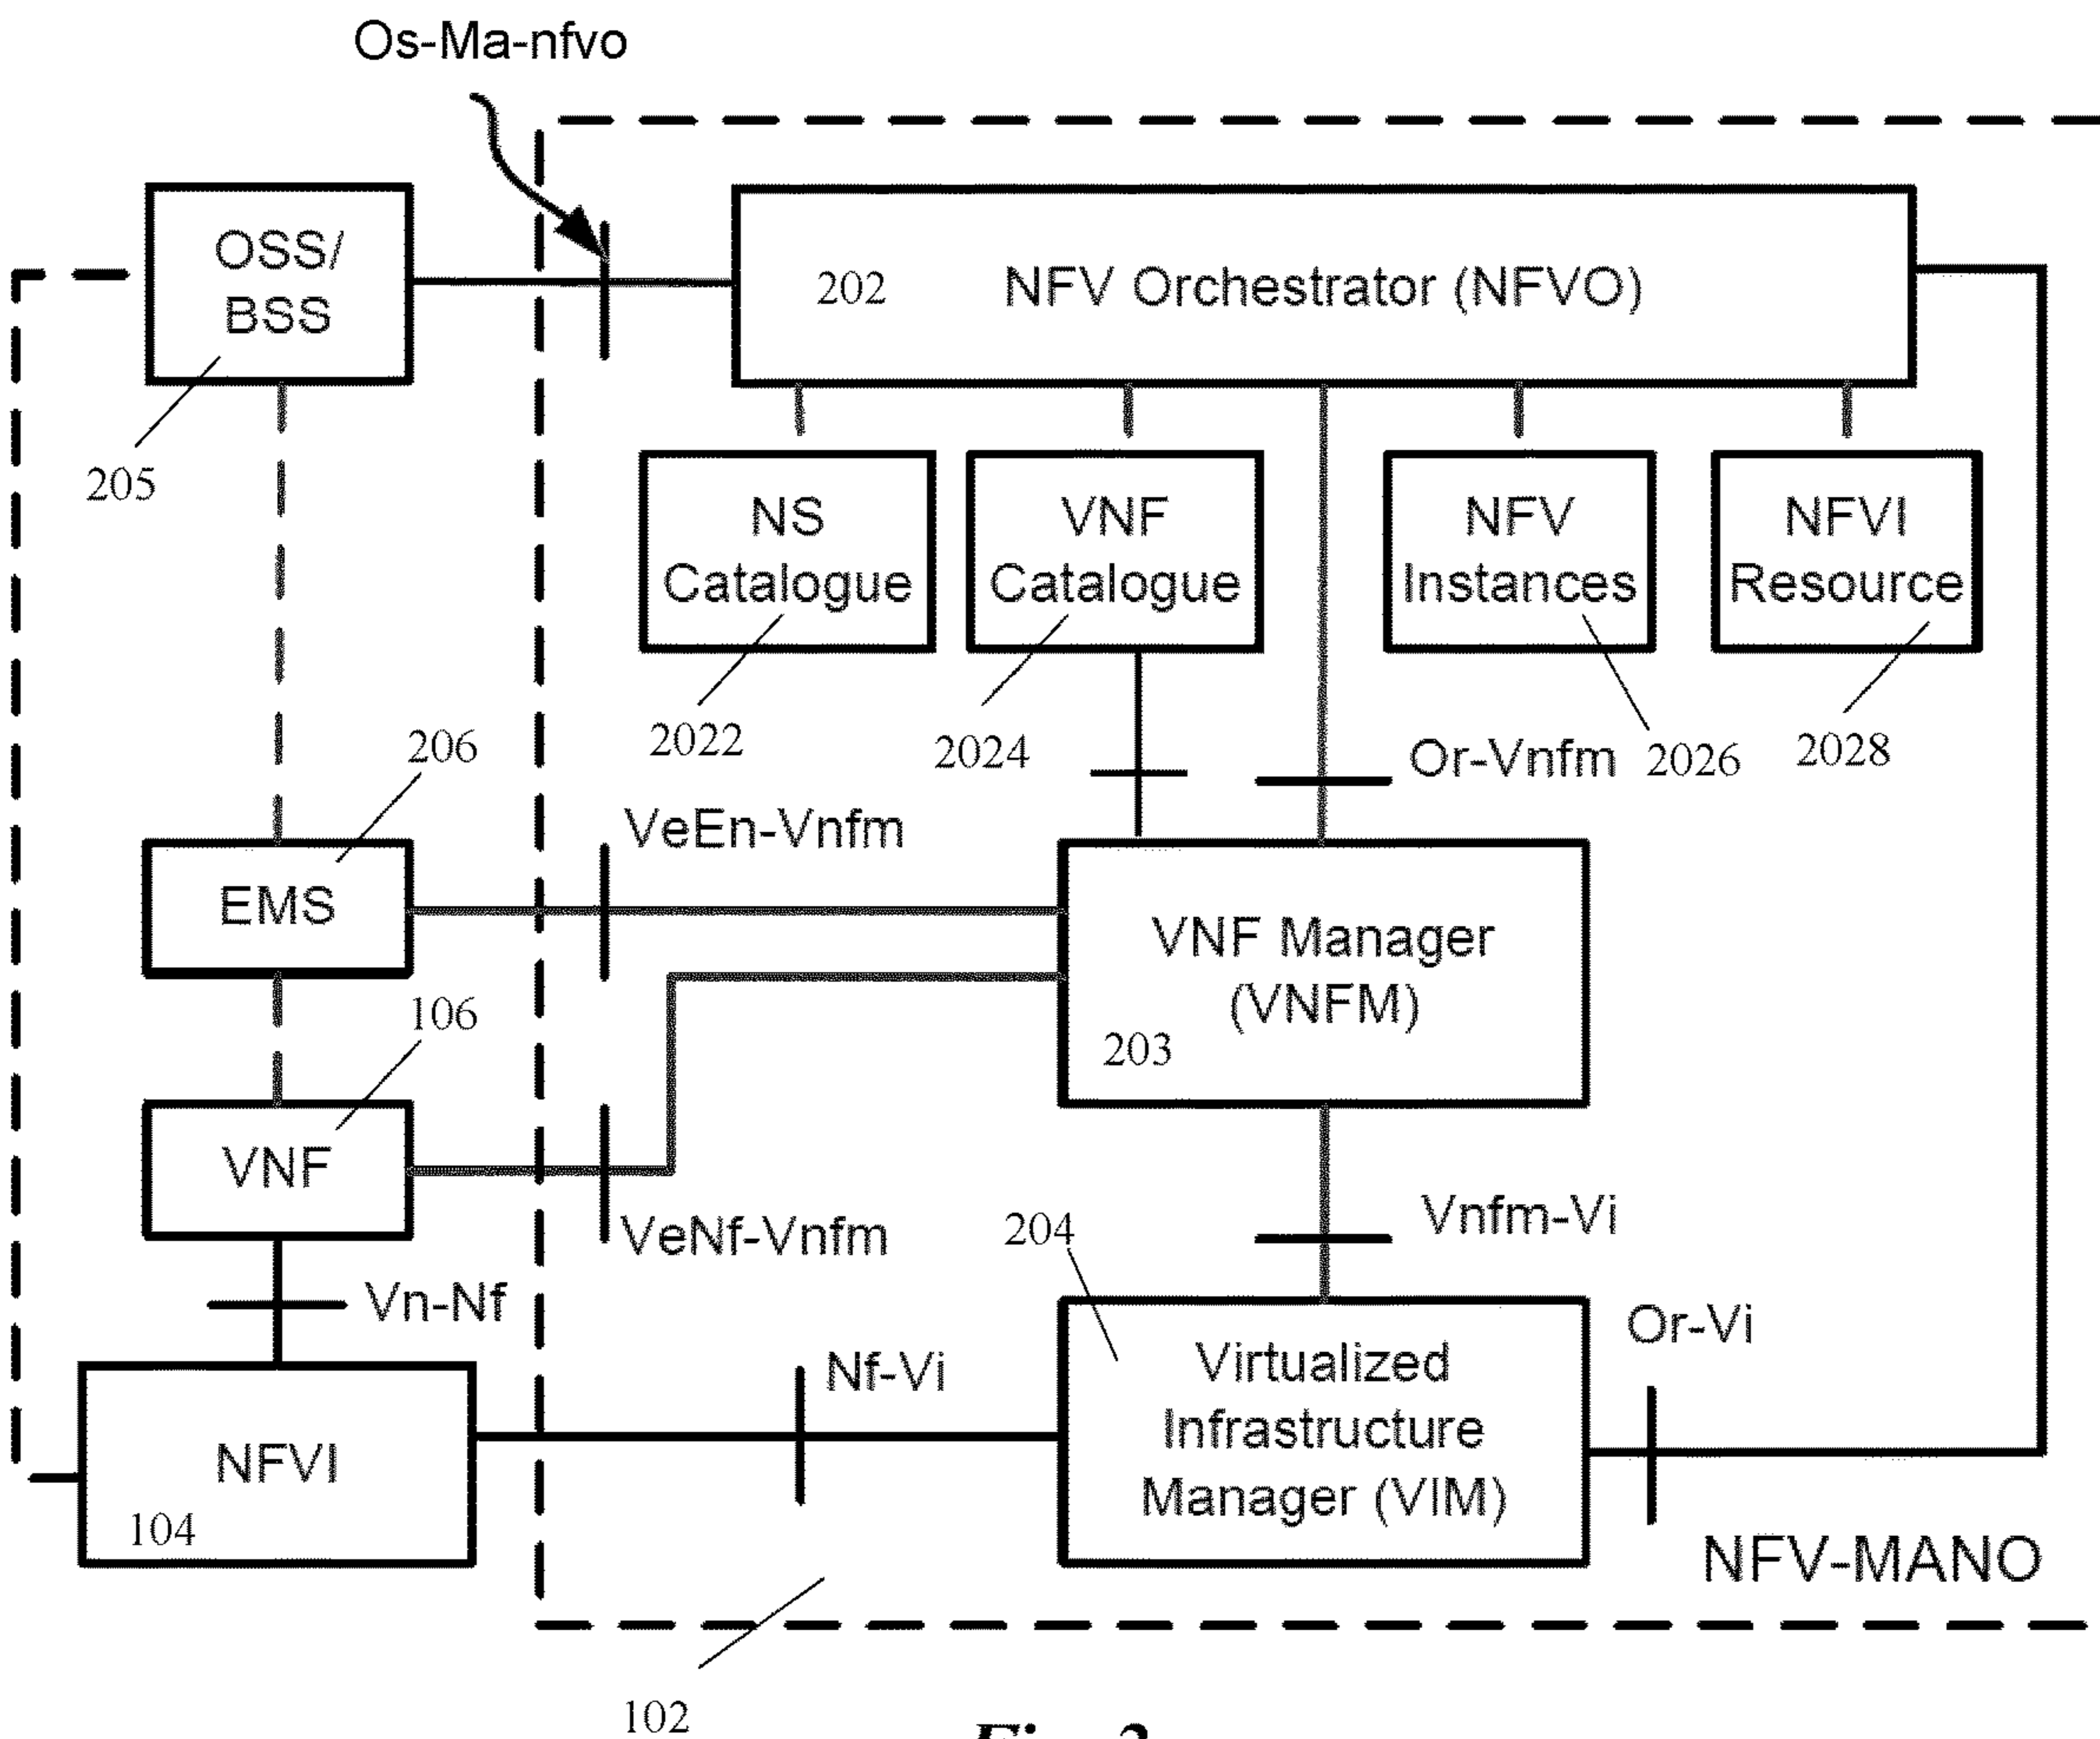 Os-Ma-nfvo
OSS/
BSS
205
202
NFV Orchestrator (NFVO)
NS
Catalogue
2022
VNF
Catalogue
2024
NFV
Instances
2026
NFVI
Resource
2028
Or-Vnfm
206
VeEn-Vnfm
EMS
VNF Manager
(VNFM)
203
106
VNF
VeNf-Vnfm
Vnfm-Vi
204
Vn-Nf
Or-Vi
Nf-Vi
Virtualized
Infrastructure
Manager (VIM)
NFVI
104
NFV-MANO
102